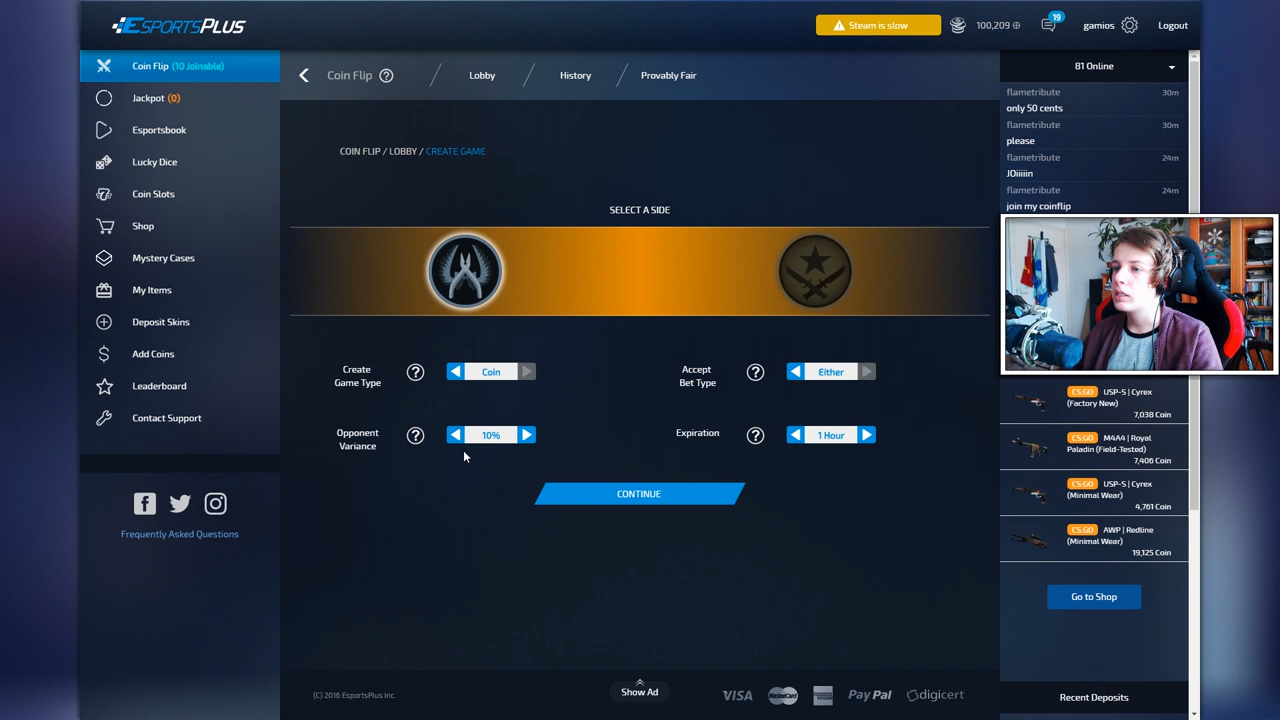 ESPORTSPLUS
Steam is slow
100,209
19
gamios
Logout
Coin Flip (10 Joinable)
Jackpot (0)
Esportsbook
Lucky Dice
Coin Slots
Shop
Mystery Cases
My Items
Deposit Skins
Add Coins
Leaderboard
Contact Support
Frequently Asked Questions
Coin Flip ?
Lobby
History
Provably Fair
COIN FLIP / LOBBY / CREATE GAME
SELECT A SIDE
Create
Game Type
?
Coin
Accept
Bet Type
?
Either
Opponent
Variance
?
10%
Expiration
?
1 Hour
CONTINUE
(C) 2016 EsportsPlus Inc.
Show Ad
VISA
MasterCard
PayPal
digicert
81 Online
flametribute 30m
only 50 cents
flametribute 30m
please
flametribute 24m
JOiiiiin
flametribute 24m
join my coinflip
CS:GO USP-S | Cyrex
(Factory New)
7,038 Coin
CS:GO M4A4 | Royal
Paladin (Field-Tested)
7,406 Coin
CS:GO USP-S | Cyrex
(Minimal Wear)
4,761 Coin
CS:GO AWP | Redline
(Minimal Wear)
19,125 Coin
Go to Shop
Recent Deposits